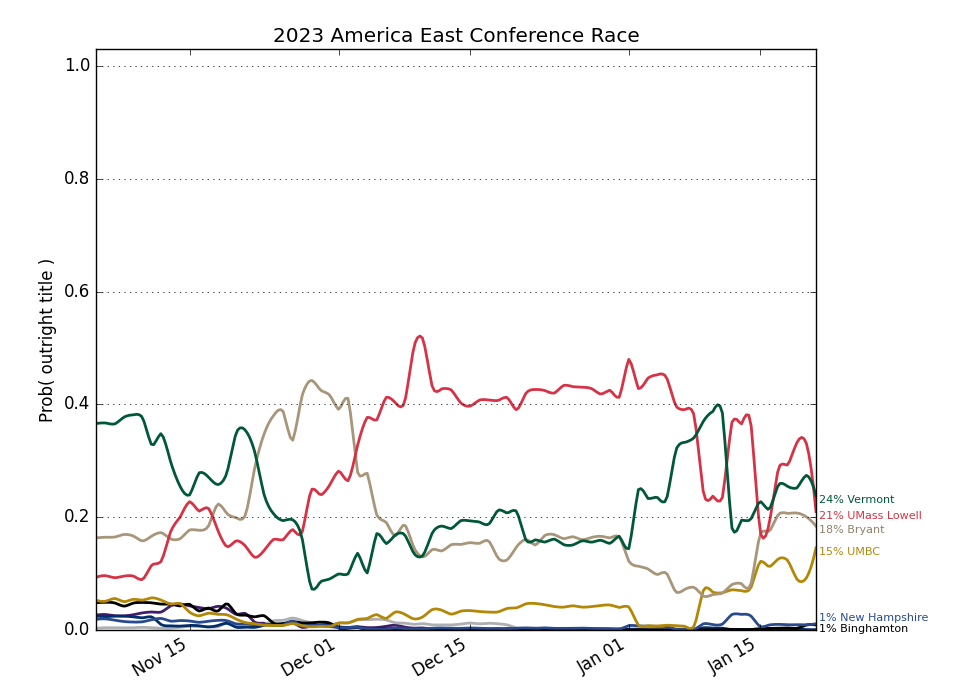 2023 America East Conference Race
1.0
0.8
0.6
0.4
0.2
0.0
Prob( outright title )
Nov 15
Dec 01
Dec 15
Jan 01
Jan 15
24% Vermont
21% UMass Lowell
18% Bryant
15% UMBC
1% New Hampshire
1% Binghamton